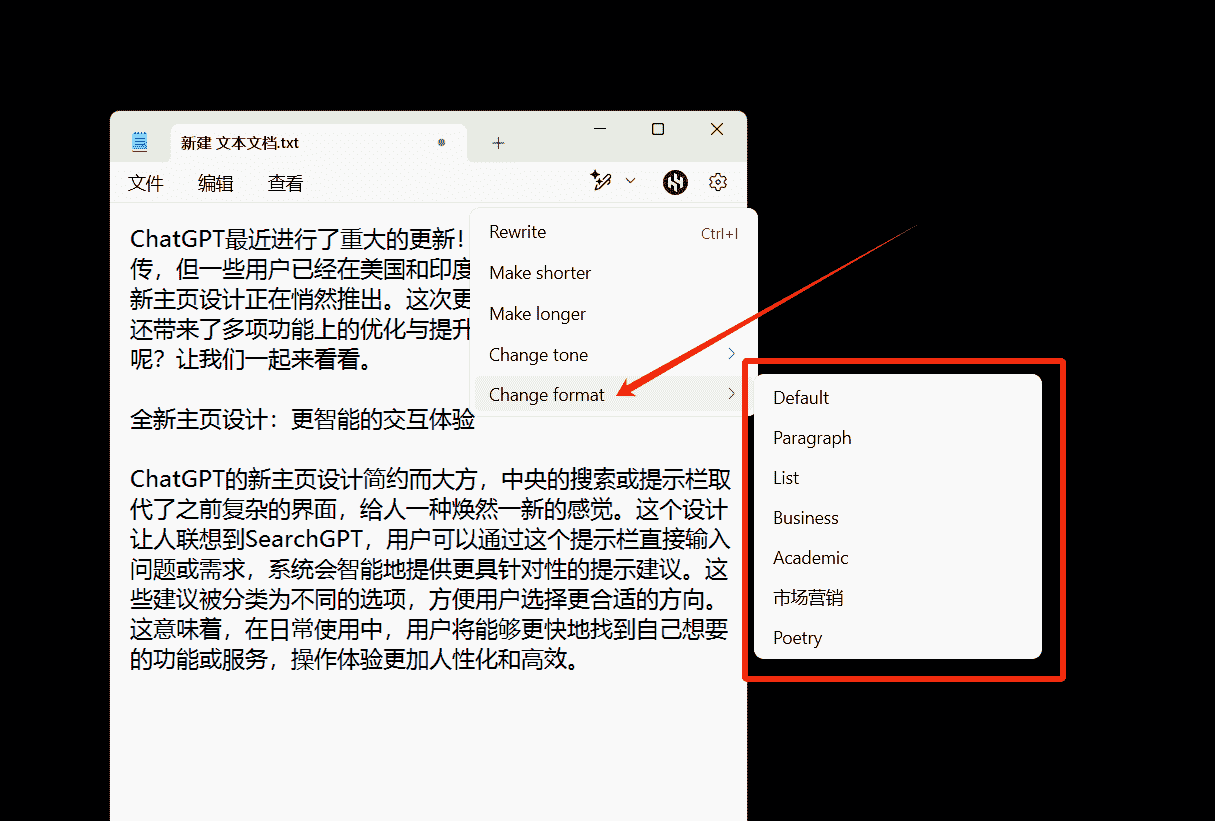 新建 文本文档.txt
文件 编辑 查看
Rewrite Ctrl+I
Make shorter
Make longer
Change tone
Change format
Default
Paragraph
List
Business
Academic
市场营销
Poetry
ChatGPT最近进行了重大的更新！
传，但一些用户已经在美国和印度
新主页设计正在悄然推出。这次更
还带来了多项功能上的优化与提升
呢？让我们一起来看看。
全新主页设计：更智能的交互体验
ChatGPT的新主页设计简约而大方，中央的搜索或提示栏取
代了之前复杂的界面，给人一种焕然一新的感觉。这个设计
让人联想到SearchGPT，用户可以通过这个提示栏直接输入
问题或需求，系统会智能地提供更具针对性的提示建议。这
些建议被分类为不同的选项，方便用户选择更合适的方向。
这意味着，在日常使用中，用户将能够更快地找到自己想要
的功能或服务，操作体验更加人性化和高效。